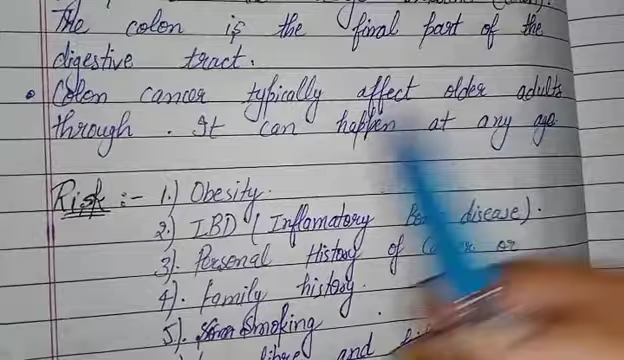 The colon is the final part of the
digestive tract.
• Colon cancer typically affect older adults
through. It can happen at any age
Risk :- 1.) Obesity.
2.) IBD ( Inflamatory disease).
3). Personal History of or
4). Family history.
5). Smoking
and